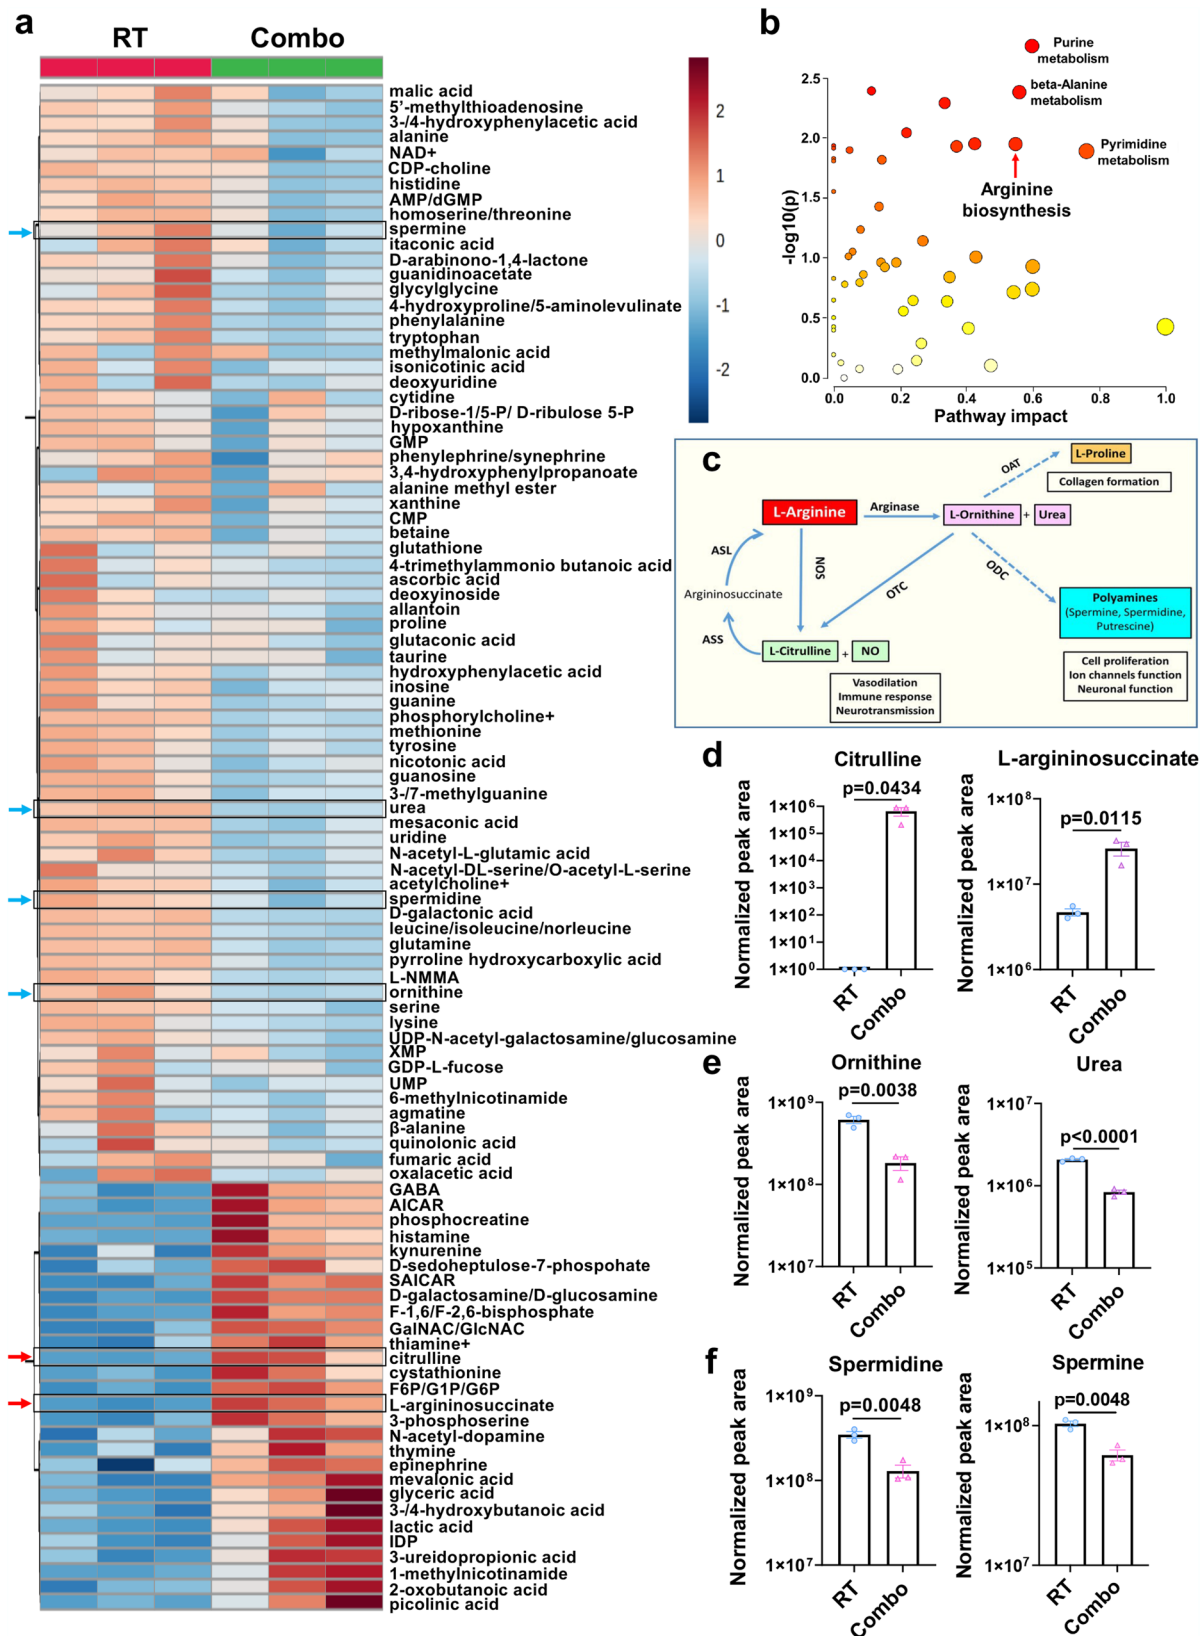 a
RT
Combo
malic acid
5'-methylthioadenosine
3-/4-hydroxyphenylacetic acid
alanine
NAD+
CDP-choline
histidine
AMP/dGMP
homoserine/threonine
spermine
itaconic acid
D-arabinono-1,4-lactone
guanidinoacetate
glycylglycine
4-hydroxyproline/5-aminolevulinate
phenylalanine
tryptophan
methylmalonic acid
isonicotinic acid
deoxyuridine
cytidine
D-ribose-1/5-P/ D-ribulose 5-P
hypoxanthine
GMP
phenylephrine/synephrine
3,4-hydroxyphenylpropanoate
alanine methyl ester
xanthine
CMP
betaine
glutathione
4-trimethylammonio butanoic acid
ascorbic acid
deoxyinoside
allantoin
proline
glutaconic acid
taurine
hydroxyphenylacetic acid
inosine
guanine
phosphorylcholine+
methionine
tyrosine
nicotonic acid
guanosine
3-/7-methylguanine
urea
mesaconic acid
uridine
N-acetyl-L-glutamic acid
N-acetyl-DL-serine/O-acetyl-L-serine
acetylcholine+
spermidine
D-galactonic acid
leucine/isoleucine/norleucine
glutamine
pyrroline hydroxycarboxylic acid
L-NMMA
ornithine
serine
lysine
UDP-N-acetyl-galactosamine/glucosamine
XMP
GDP-L-fucose
UMP
6-methylnicotinamide
agmatine
β-alanine
quinolonic acid
fumaric acid
oxalacetic acid
GABA
AICAR
phosphocreatine
histamine
kynurenine
D-sedoheptulose-7-phospohate
SAICAR
D-galactosamine/D-glucosamine
F-1,6/F-2,6-bisphosphate
GalNAC/GlcNAC
thiamine+
citrulline
cystathionine
F6P/G1P/G6P
L-argininosuccinate
3-phosphoserine
N-acetyl-dopamine
thymine
epinephrine
mevalonic acid
glyceric acid
3-/4-hydroxybutanoic acid
lactic acid
IDP
3-ureidopropionic acid
1-methylnicotinamide
2-oxobutanoic acid
picolinic acid
2
1
0
-1
-2
b
-log10(p)
2.5
2.0
1.5
1.0
0.5
0.0
0.0
0.2
0.4
0.6
0.8
1.0
Pathway impact
Purine
metabolism
beta-Alanine
metabolism
Pyrimidine
metabolism
Arginine
biosynthesis
c
L-Proline
OAT
Collagen formation
L-Arginine
Arginase
L-Ornithine
+
Urea
ASL
NOS
ODC
OTC
Argininosuccinate
Polyamines
(Spermine, Spermidine,
Putrescine)
ASS
L-Citrulline
+
NO
Cell proliferation
Ion channels function
Neuronal function
Vasodilation
Immune response
Neurotransmission
d
Citrulline
p=0.0434
Normalized peak area
1×10⁶
1×10⁵
1×10⁴
1×10³
1×10²
1×10¹
1×10⁰
RT
Combo
L-argininosuccinate
p=0.0115
Normalized peak area
1×10⁸
1×10⁷
1×10⁶
RT
Combo
e
Ornithine
p=0.0038
Normalized peak area
1×10⁹
1×10⁸
1×10⁷
RT
Combo
Urea
p<0.0001
Normalized peak area
1×10⁷
1×10⁶
1×10⁵
RT
Combo
f
Spermidine
p=0.0048
Normalized peak area
1×10⁹
1×10⁸
1×10⁷
RT
Combo
Spermine
p=0.0048
Normalized peak area
1×10⁸
1×10⁷
RT
Combo